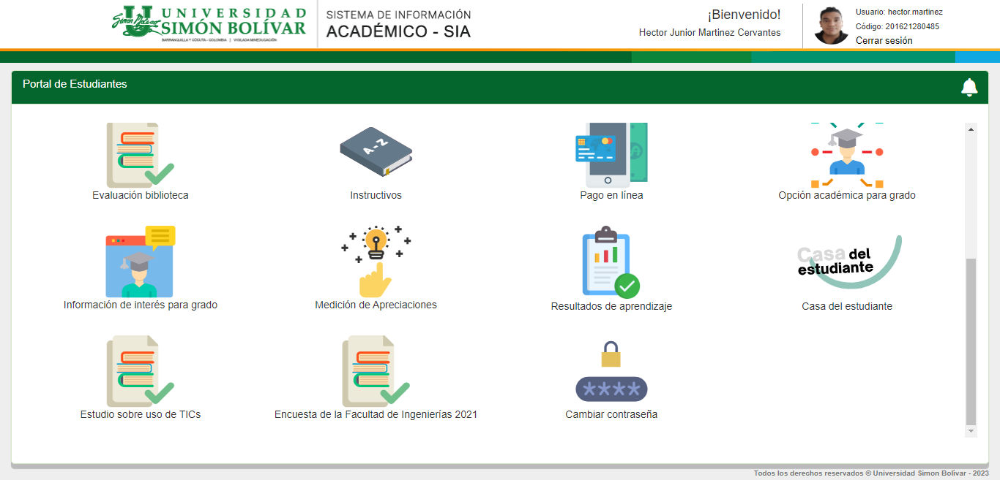 UNIVERSIDAD
SIMÓN BOLÍVAR
BARRANQUILLA Y CÚCUTA - COLOMBIA | VIGILADA MINEDUCACIÓN
SISTEMA DE INFORMACIÓN
ACADÉMICO - SIA
¡Bienvenido!
Hector Junior Martinez Cervantes
Usuario: hector.martinez
Código: 201621280485
Cerrar sesión
Portal de Estudiantes
A-Z
Evaluación biblioteca
Instructivos
Pago en línea
Opción académica para grado
Casa del
estudiante
Información de interés para grado
Medición de Apreciaciones
Resultados de aprendizaje
Casa del estudiante
****
Estudio sobre uso de TICs
Encuesta de la Facultad de Ingenierías 2021
Cambiar contraseña
Todos los derechos reservados © Universidad Simon Bolívar - 2023